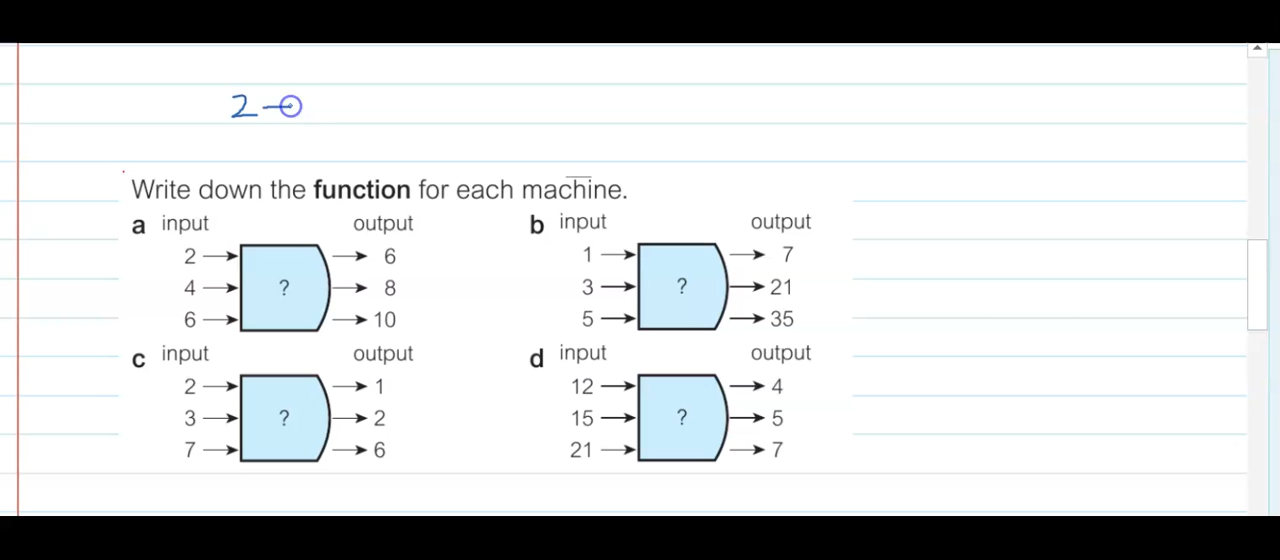 2 →
Write down the function for each machine.
a input output b input output
2 → → 6 1 → → 7
4 → ? → 8 3 → ? → 21
6 → → 10 5 → → 35
c input output d input output
2 → → 1 12 → → 4
3 → ? → 2 15 → ? → 5
7 → → 6 21 → → 7